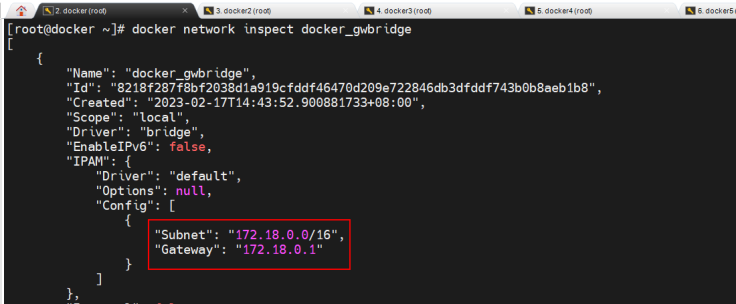 2. docker (root) × 3. docker2 (root) 4. docker3 (root) 5. docker4 (root) 6. docker5
[root@docker ~]# docker network inspect docker_gwbridge
[
    {
        "Name": "docker_gwbridge",
        "Id": "8218f287f8bf2038d1a919cfddf46470d209e722846db3dfddf743b0b8aeb1b8",
        "Created": "2023-02-17T14:43:52.900881733+08:00",
        "Scope": "local",
        "Driver": "bridge",
        "EnableIPv6": false,
        "IPAM": {
            "Driver": "default",
            "Options": null,
            "Config": [
                {
                    "Subnet": "172.18.0.0/16",
                    "Gateway": "172.18.0.1"
                }
            ]
        },